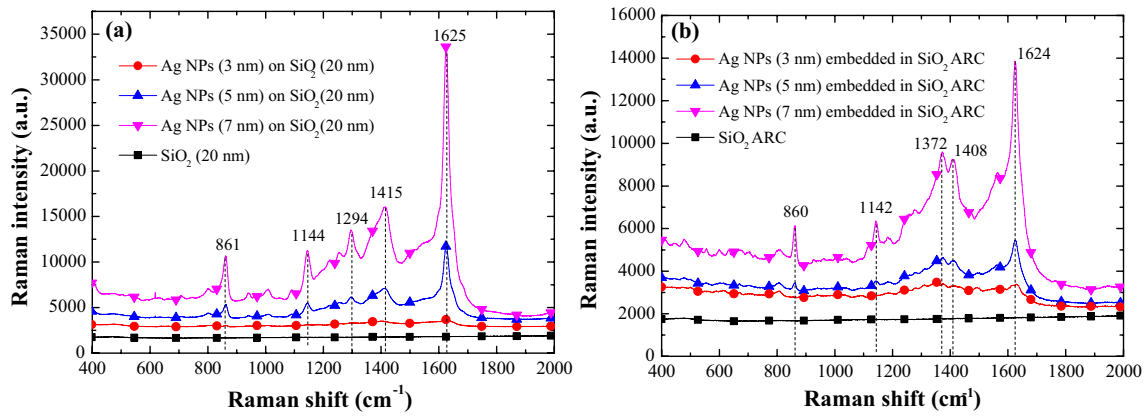 (a)
1625
Ag NPs (3 nm) on SiO₂ (20 nm)
Ag NPs (5 nm) on SiO₂ (20 nm)
Ag NPs (7 nm) on SiO₂ (20 nm)
SiO₂ (20 nm)
861
1144
1294
1415
35000
30000
25000
20000
15000
10000
5000
0
Raman intensity (a.u.)
400 600 800 1000 1200 1400 1600 1800 2000
Raman shift (cm⁻¹)
(b)
1624
Ag NPs (3 nm) embedded in SiO₂ ARC
Ag NPs (5 nm) embedded in SiO₂ ARC
Ag NPs (7 nm) embedded in SiO₂ ARC
SiO₂ ARC
1372
1408
860
1142
16000
14000
12000
10000
8000
6000
4000
2000
0
Raman intensity (a.u.)
400 600 800 1000 1200 1400 1600 1800 2000
Raman shift (cm⁻¹)